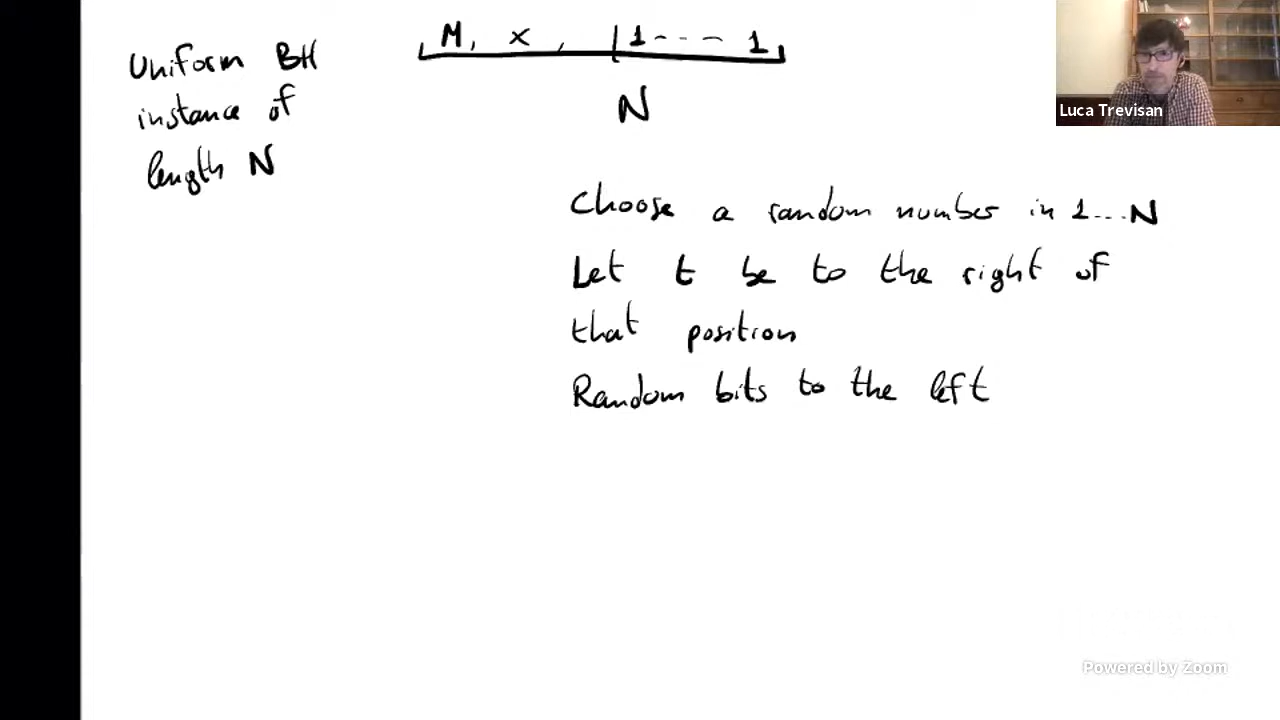 Uniform BH
instance of
length N
M, x, 1 - - - 1
N
Luca Trevisan
Choose a random number in 1...N
Let t be to the right of
that position
Random bits to the left
Powered by Zoom